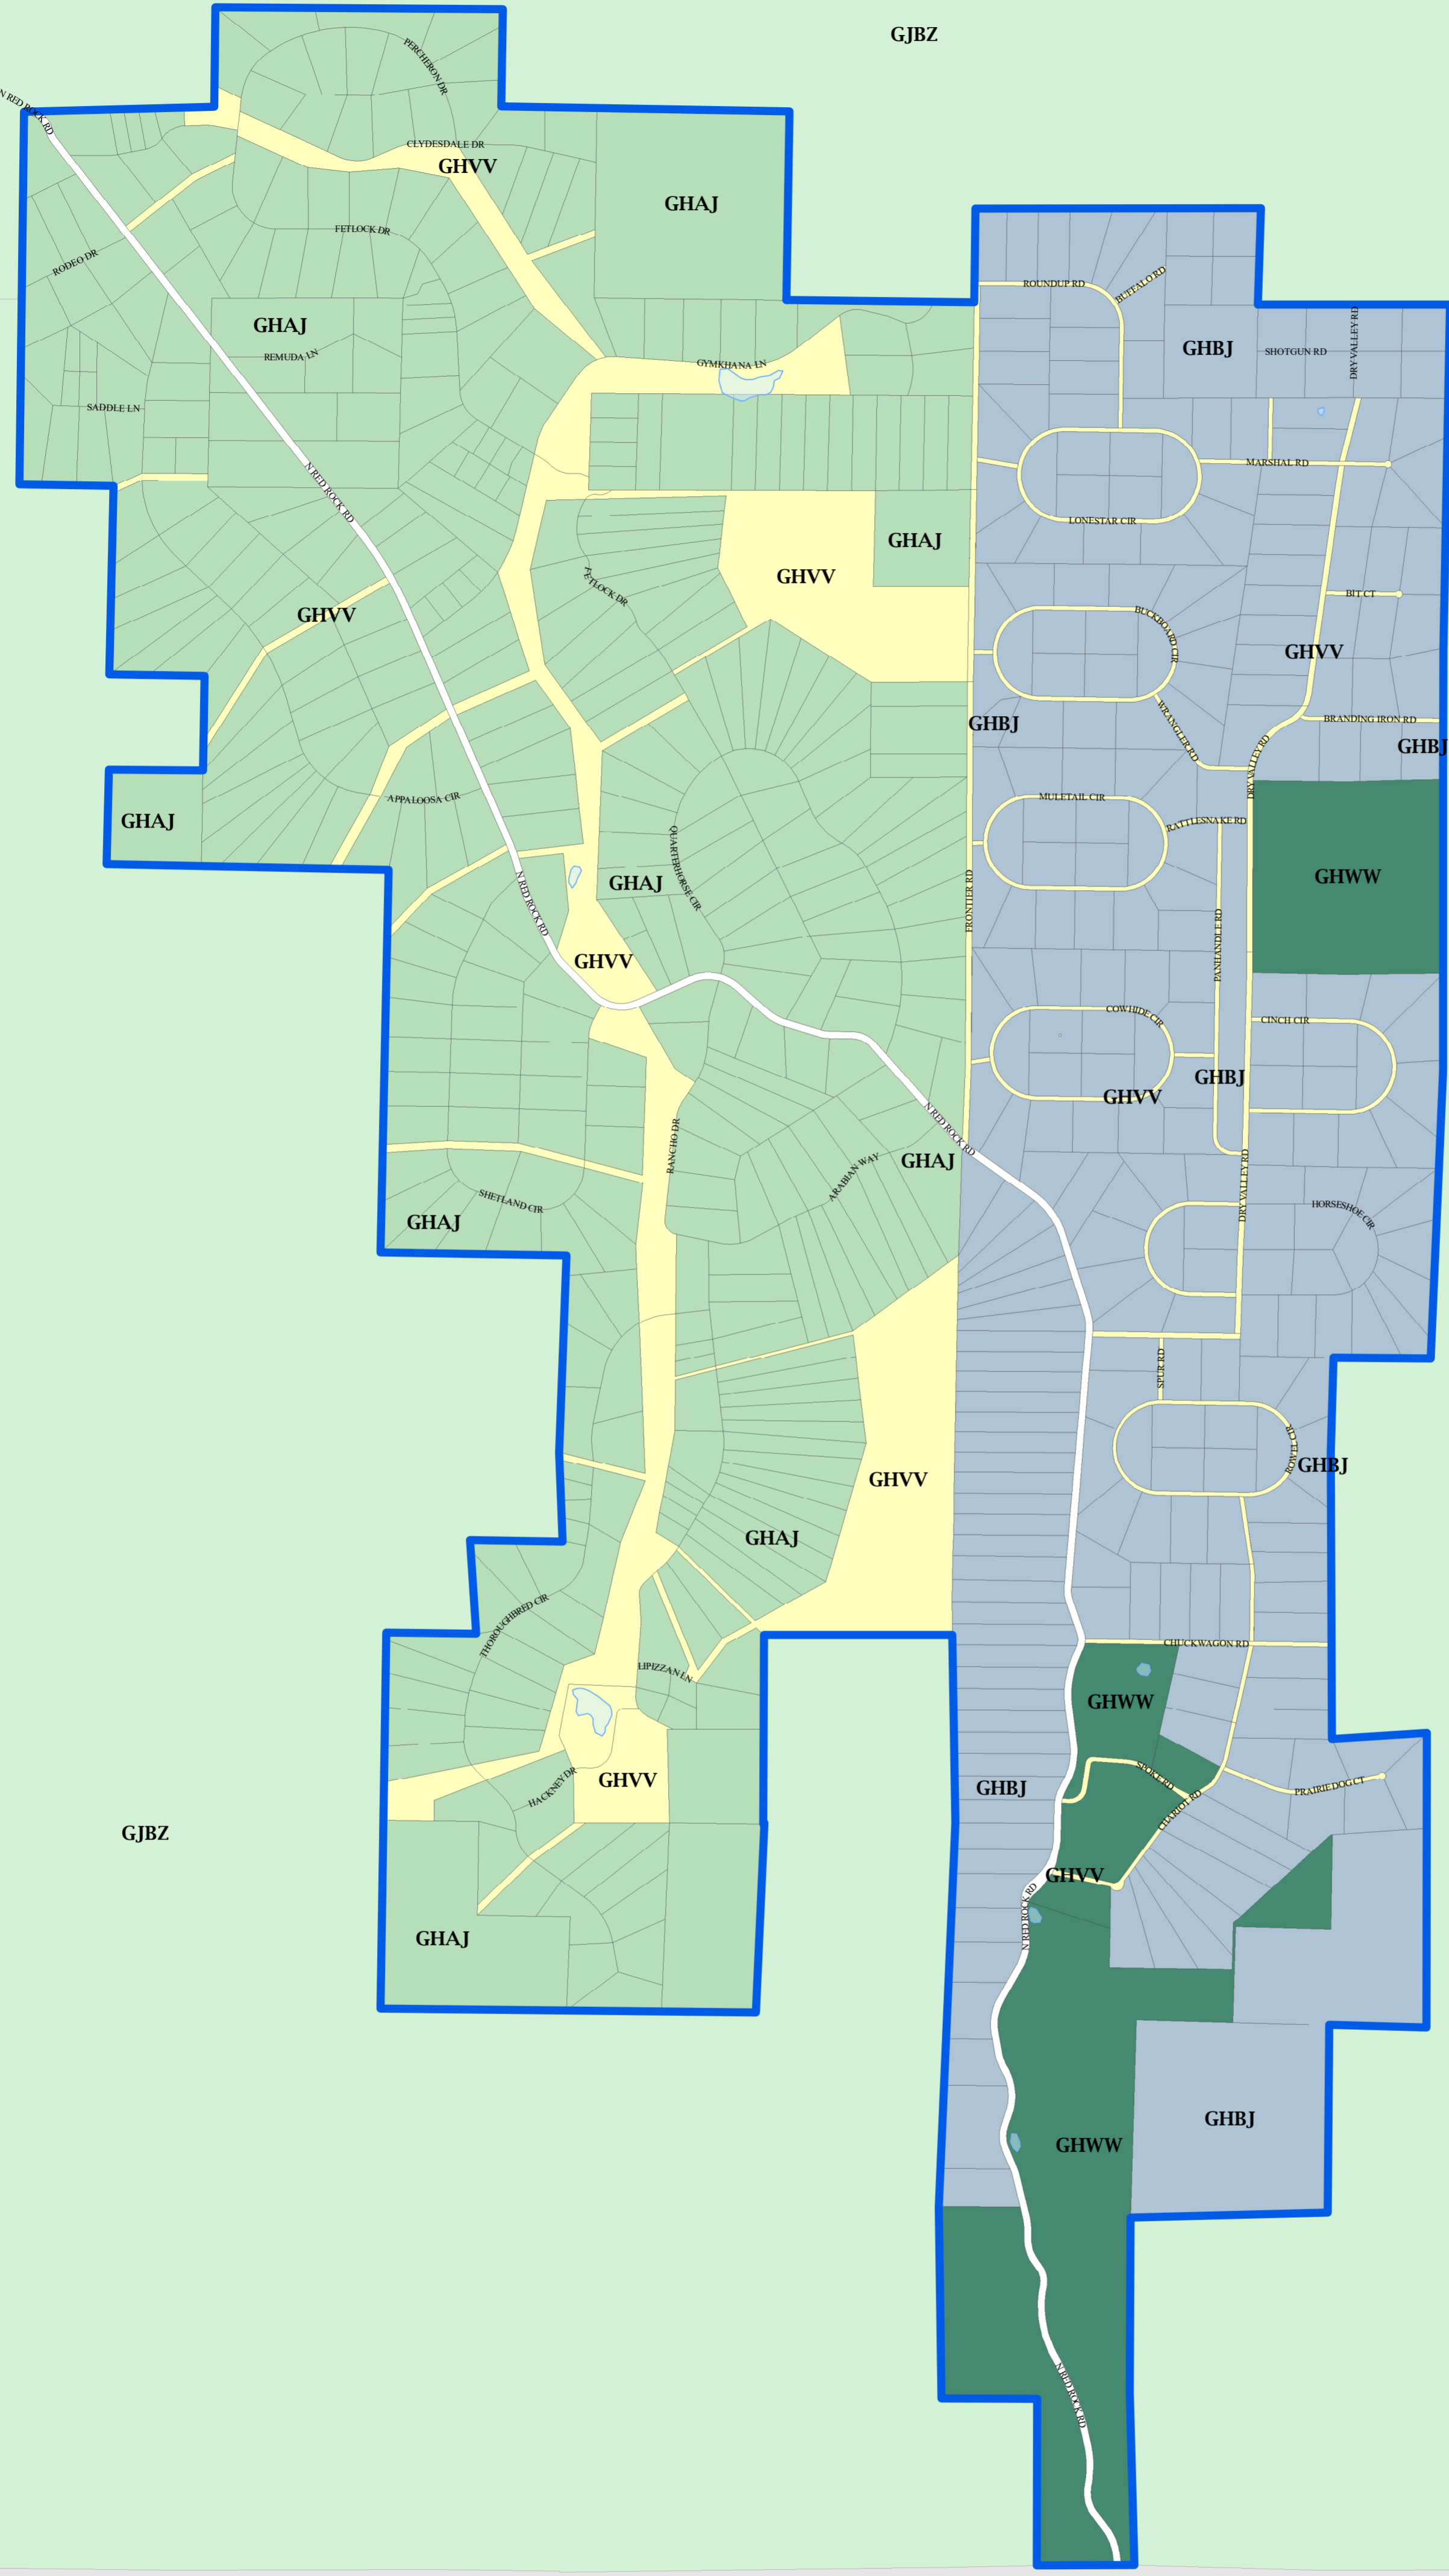 GJBZ
PERCHERON DR
N RED ROCK RD
CLYDESDALE DR
GHVV
GHAJ
FETLOCK DR
RODEO DR
ROUNDUP RD
BUFFALO RD
GHAJ
REMUDA LN
GHBJ
SHOTGUN RD
DRY VALLEY RD
GYMKHANA LN
SADDLE LN
MARSHAL RD
N RED ROCK RD
LONESTAR CIR
GHAJ
GHVV
FETLOCK DR
BIT CT
GHVV
BUCKBOARD CIR
GHVV
GHBJ
WRANGLER RD
BRANDING IRON RD
GHBJ
DRY VALLEY RD
APPALOOSA CIR
MULETAIL CIR
GHAJ
RATTLESNAKE RD
QUARTERHORSE CIR
GHAJ
GHWW
N RED ROCK RD
FRONTIER RD
PANHANDLE RD
GHVV
COWHIDE CIR
CINCH CIR
GHBJ
GHVV
N RED ROCK RD
RANCHO DR
GHAJ
ARABIAN WAY
DRY VALLEY RD
SHETLAND CIR
GHAJ
HORSESHOE CIR
SPUR RD
ROWEL CIR
GHBJ
GHVV
GHAJ
THOROUGHBRED CIR
CHUCKWAGON RD
LIPIZZAN LN
GHWW
GHVV
HACKNEY DR
GHBJ
SPOKE RD
PRAIRIE DOG CT
CHARIOT RD
GJBZ
GHVV
N RED ROCK RD
GHAJ
GHBJ
GHWW
N RED ROCK RD